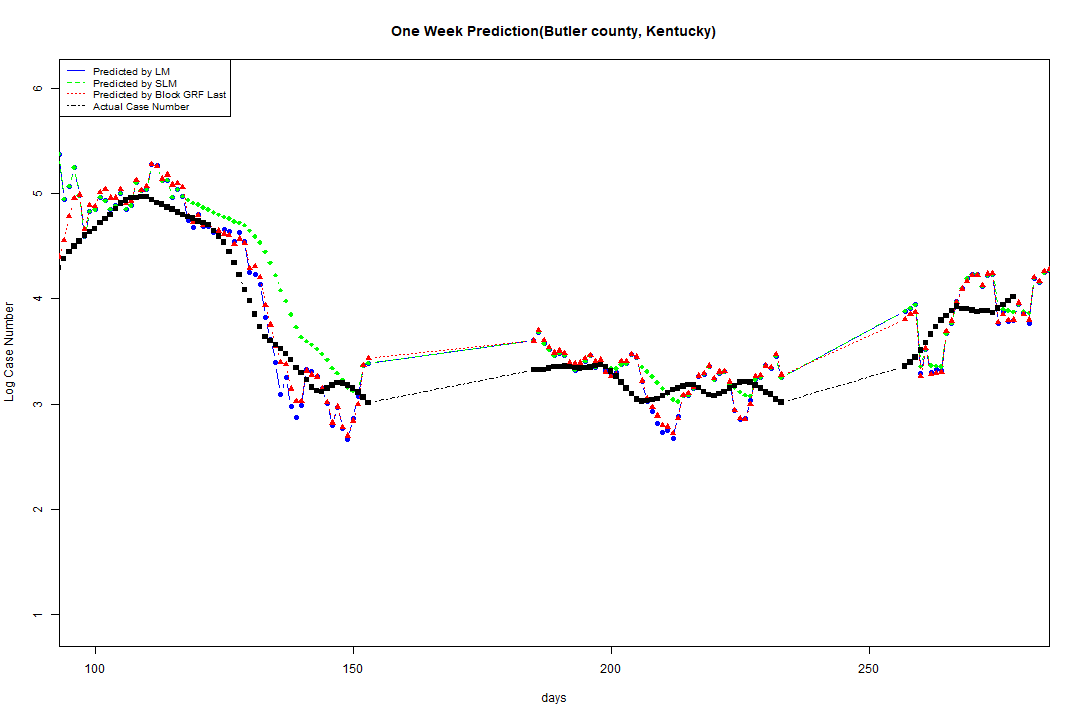 One Week Prediction(Butler county, Kentucky)
Predicted by LM
Predicted by SLM
Predicted by Block GRF Last
Actual Case Number
6
5
4
3
2
1
Log Case Number
100 150 200 250
days